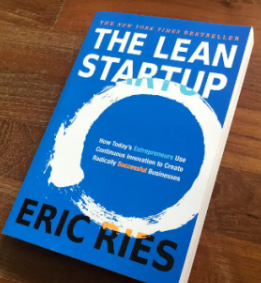 THE NEW YORK TIMES BESTSELLER
THE LEAN
STARTUP
How Today's Entrepreneurs Use
Continuous Innovation to Create
Radically Successful Businesses
ERIC RIES